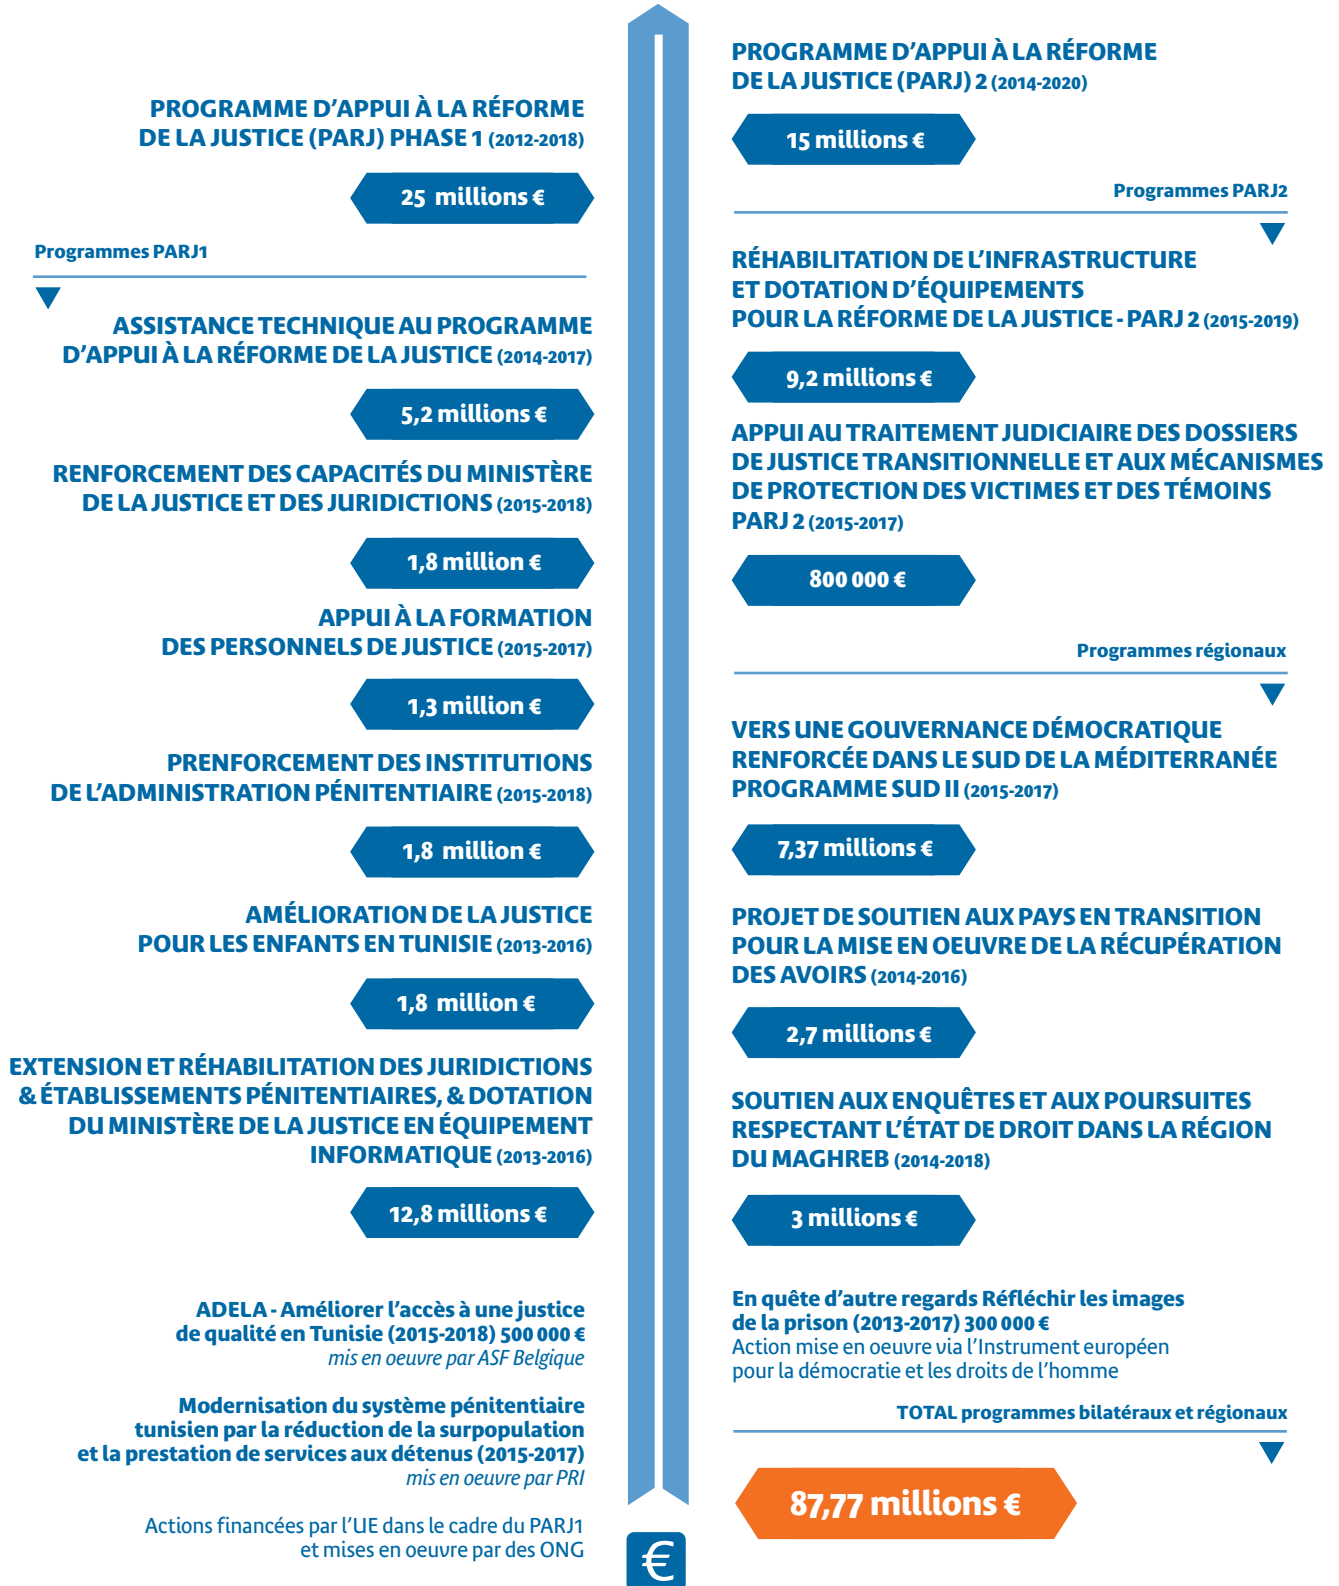 PROGRAMME D'APPUI À LA RÉFORME
DE LA JUSTICE (PARJ) PHASE 1 (2012-2018)
25 millions €
Programmes PARJ1
ASSISTANCE TECHNIQUE AU PROGRAMME
D'APPUI À LA RÉFORME DE LA JUSTICE (2014-2017)
5,2 millions €
RENFORCEMENT DES CAPACITÉS DU MINISTÈRE
DE LA JUSTICE ET DES JURIDICTIONS (2015-2018)
1,8 million €
APPUI À LA FORMATION
DES PERSONNELS DE JUSTICE (2015-2017)
1,3 million €
PRENFORCEMENT DES INSTITUTIONS
DE L'ADMINISTRATION PÉNITENTIAIRE (2015-2018)
1,8 million €
AMÉLIORATION DE LA JUSTICE
POUR LES ENFANTS EN TUNISIE (2013-2016)
1,8 million €
EXTENSION ET RÉHABILITATION DES JURIDICTIONS
& ÉTABLISSEMENTS PÉNITENTIAIRES, & DOTATION
DU MINISTÈRE DE LA JUSTICE EN ÉQUIPEMENT
INFORMATIQUE (2013-2016)
12,8 millions €
ADELA - Améliorer l'accès à une justice
de qualité en Tunisie (2015-2018) 500 000 €
mis en oeuvre par ASF Belgique
Modernisation du système pénitentiaire
tunisien par la réduction de la surpopulation
et la prestation de services aux détenus (2015-2017)
mis en oeuvre par PRI
Actions financées par l'UE dans le cadre du PARJ1
et mises en oeuvre par des ONG
€
PROGRAMME D'APPUI À LA RÉFORME
DE LA JUSTICE (PARJ) 2 (2014-2020)
15 millions €
Programmes PARJ2
RÉHABILITATION DE L'INFRASTRUCTURE
ET DOTATION D'ÉQUIPEMENTS
POUR LA RÉFORME DE LA JUSTICE - PARJ 2 (2015-2019)
9,2 millions €
APPUI AU TRAITEMENT JUDICIAIRE DES DOSSIERS
DE JUSTICE TRANSITIONNELLE ET AUX MÉCANISMES
DE PROTECTION DES VICTIMES ET DES TÉMOINS
PARJ 2 (2015-2017)
800 000 €
Programmes régionaux
VERS UNE GOUVERNANCE DÉMOCRATIQUE
RENFORCÉE DANS LE SUD DE LA MÉDITERRANÉE
PROGRAMME SUD II (2015-2017)
7,37 millions €
PROJET DE SOUTIEN AUX PAYS EN TRANSITION
POUR LA MISE EN OEUVRE DE LA RÉCUPÉRATION
DES AVOIRS (2014-2016)
2,7 millions €
SOUTIEN AUX ENQUÊTES ET AUX POURSUITES
RESPECTANT L'ÉTAT DE DROIT DANS LA RÉGION
DU MAGHREB (2014-2018)
3 millions €
En quête d'autre regards Réfléchir les images
de la prison (2013-2017) 300 000 €
Action mise en oeuvre via l'Instrument européen
pour la démocratie et les droits de l'homme
TOTAL programmes bilatéraux et régionaux
87,77 millions €